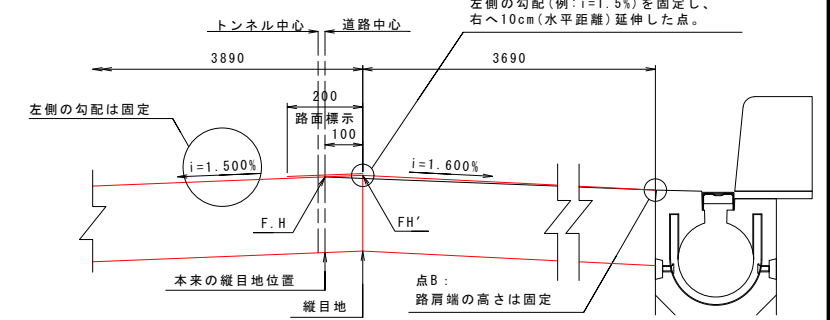 左側の勾配(例:i=1.5%)を固定し、
右へ10cm(水平距離)延伸した点。
トンネル中心
道路中心
3890
3690
200
左側の勾配は固定
路面標示
100
i=1.500%
i=1.600%
F.H
FH′
本来の縦目地位置
点B:
路肩端の高さは固定
縦目地